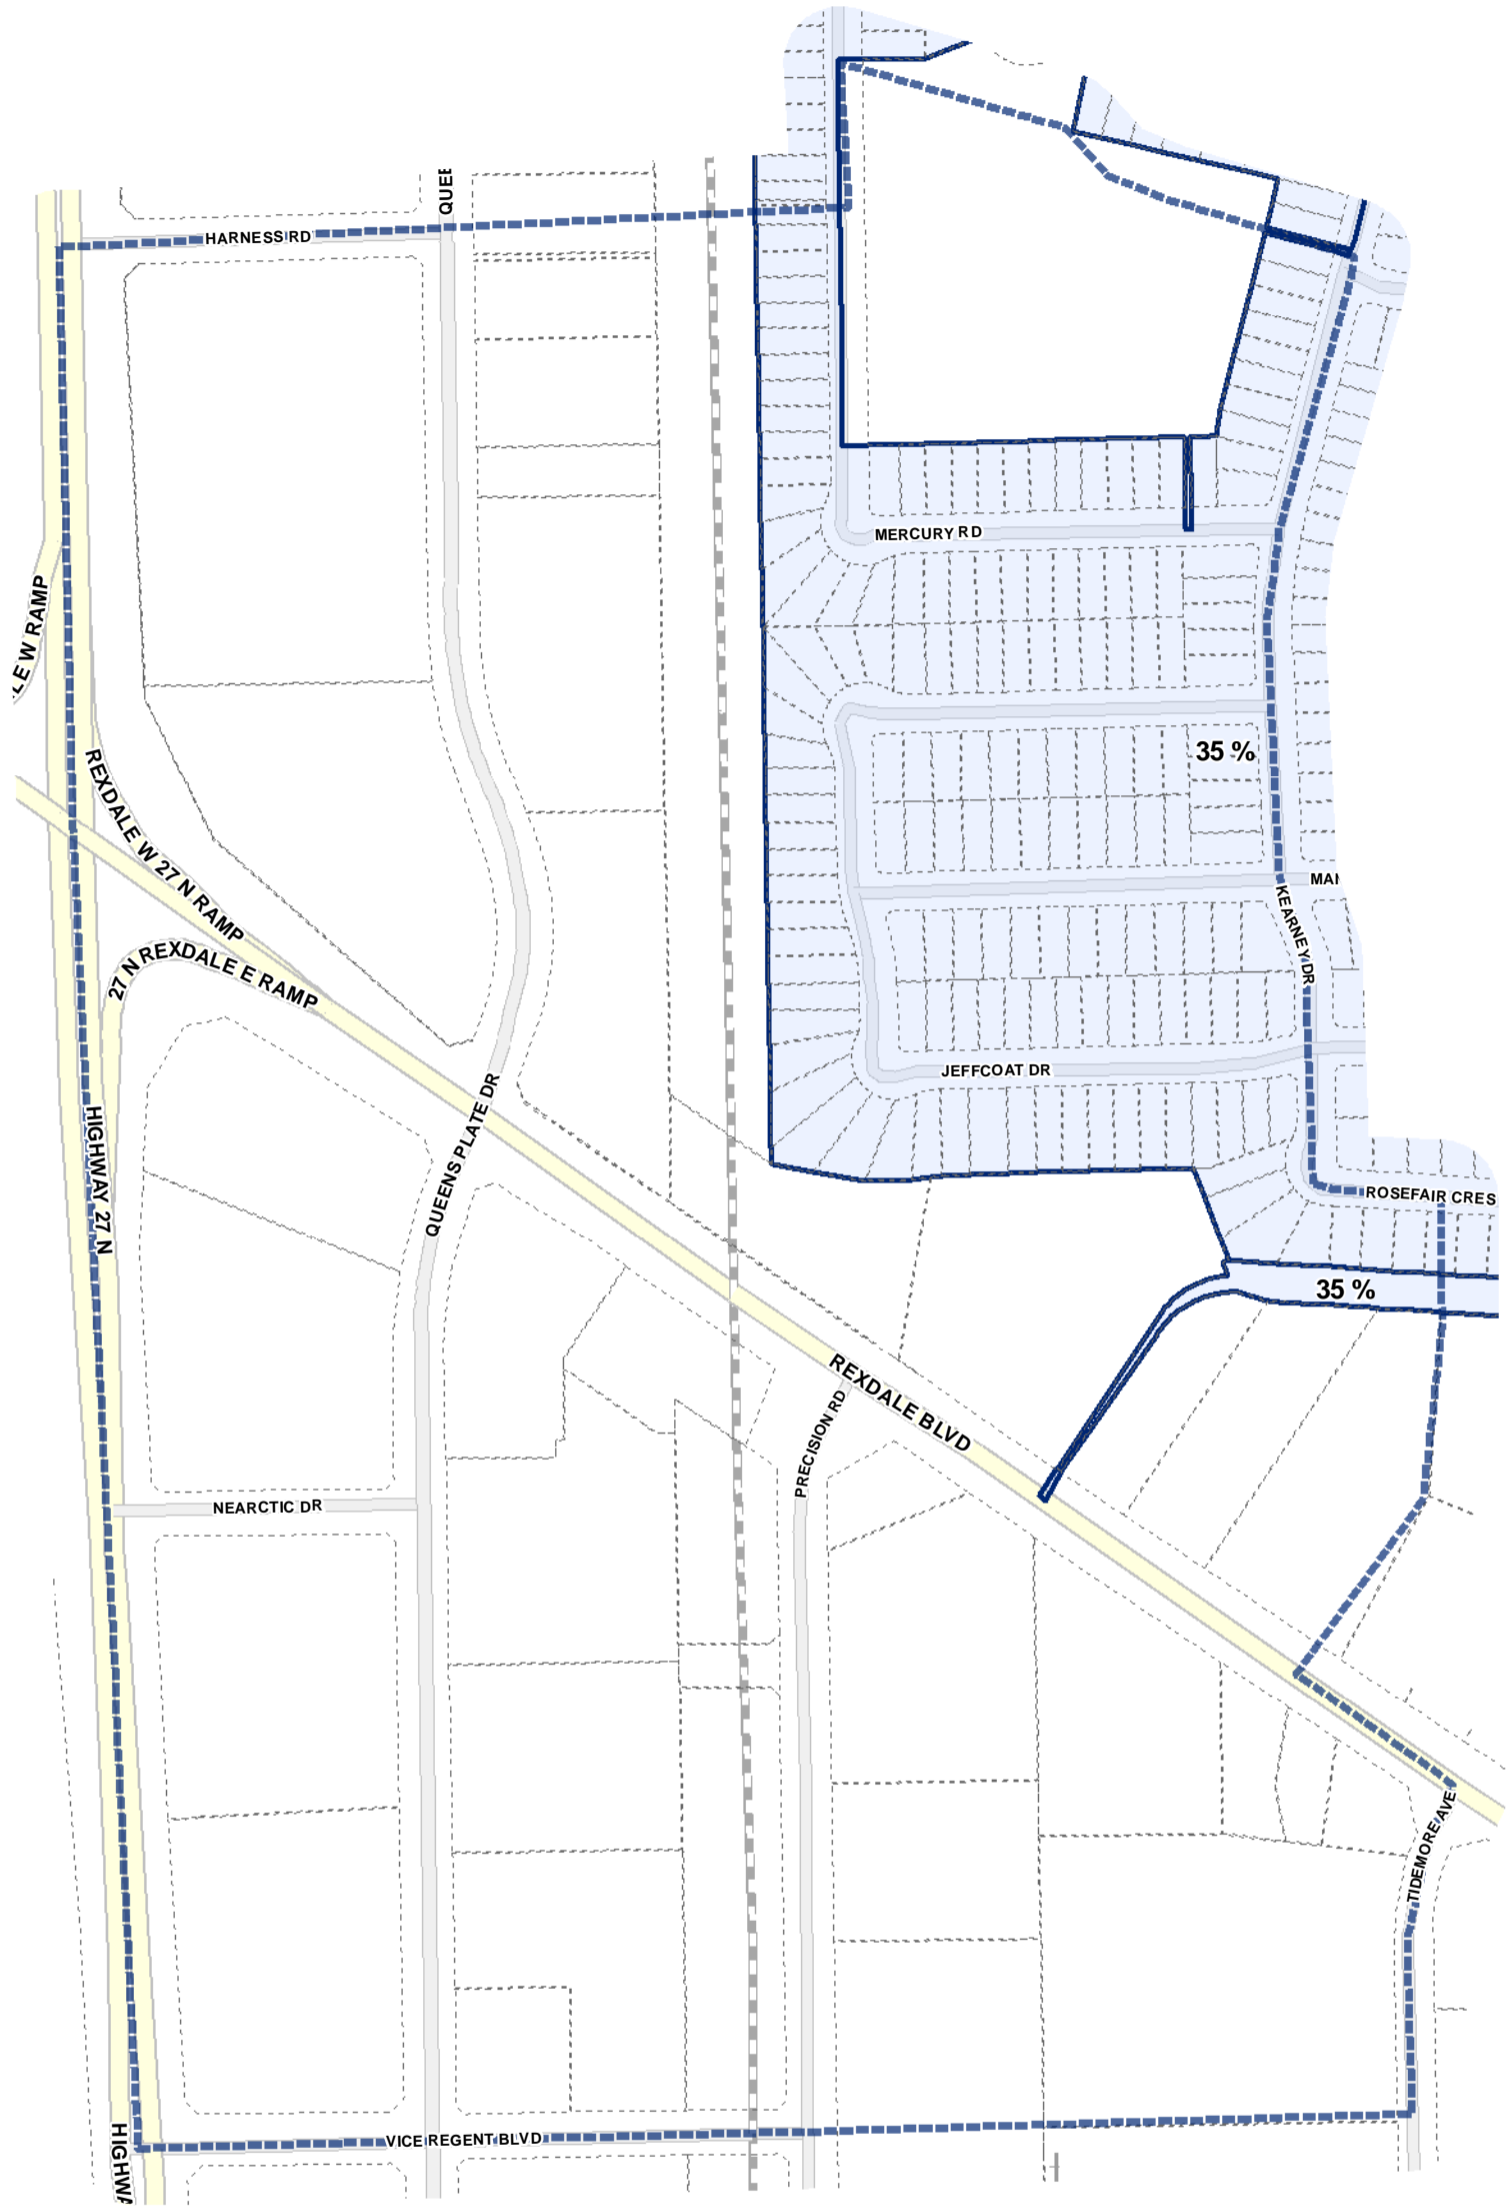 QUEE
HARNESS RD
MERCURY RD
LE W RAMP
35 %
REXDALE W 27 N RAMP
MAI
KEARNEY DR
27 N REXDALE E RAMP
JEFFCOAT DR
QUEENS PLATE DR
HIGHWAY 27 N
ROSEFAIR CRES
35 %
REXDALE BLVD
PRECISION RD
NEARCTIC DR
TIDEMORE AVE
VICE REGENT BLVD
HIGHWA